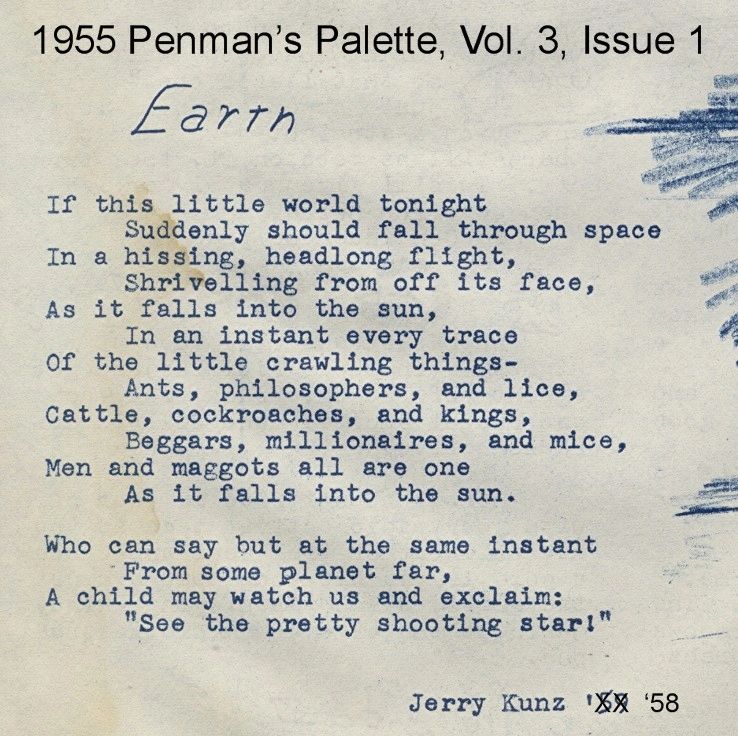 1955 Penman's Palette, Vol. 3, Issue 1
Earth
If this little world tonight
Suddenly should fall through space
In a hissing, headlong flight,
Shrivelling from off its face,
As it falls into the sun,
In an instant every trace
Of the little crawling things-
Ants, philosophers, and lice,
Cattle, cockroaches, and kings,
Beggars, millionaires, and mice,
Men and maggots all are one
As it falls into the sun.
Who can say but at the same instant
From some planet far,
A child may watch us and exclaim:
"See the pretty shooting star!"
Jerry Kunz '58